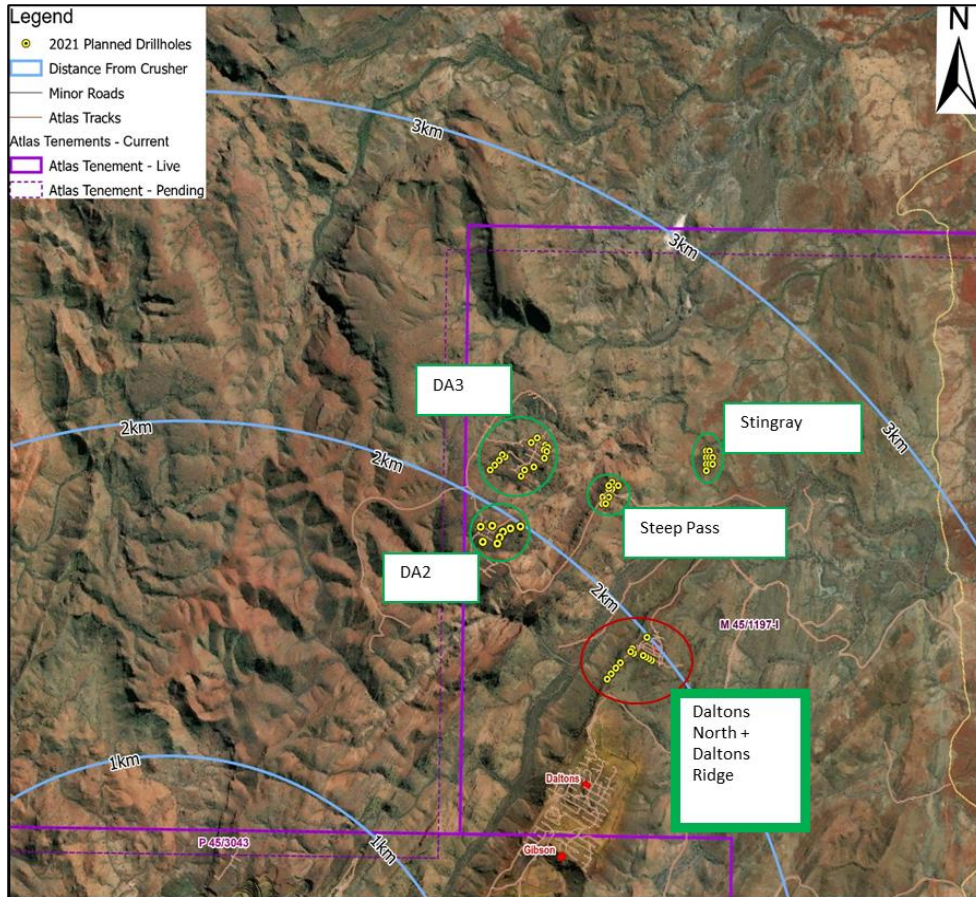 Legend
2021 Planned Drillholes
Distance From Crusher
Minor Roads
Atlas Tracks
Atlas Tenements - Current
Atlas Tenement - Live
Atlas Tenement - Pending
N
3km
3km
DA3
Stingray
2km
2km
3km
Steep Pass
DA2
2km
M 45/1197-I
Daltons
North +
Daltons
Ridge
1km
Daltons
P 45/3043
1km
Gibson